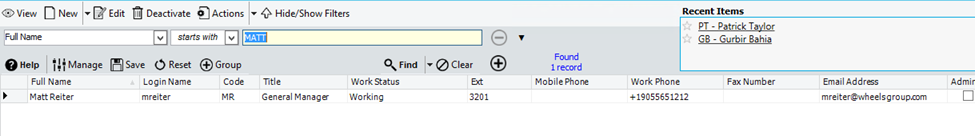 View New Edit Deactivate Actions Hide/Show Filters
Recent Items
PT - Patrick Taylor
GB - Gurbir Bahia
Full Name starts with MATT
Help Manage Save Reset Group Find Clear
Found
1 record
Full Name Login Name Code Title Work Status Ext Mobile Phone Work Phone Fax Number Email Address Admin
Matt Reiter mreiter MR General Manager Working 3201 +19055651212 mreiter@wheelsgroup.com